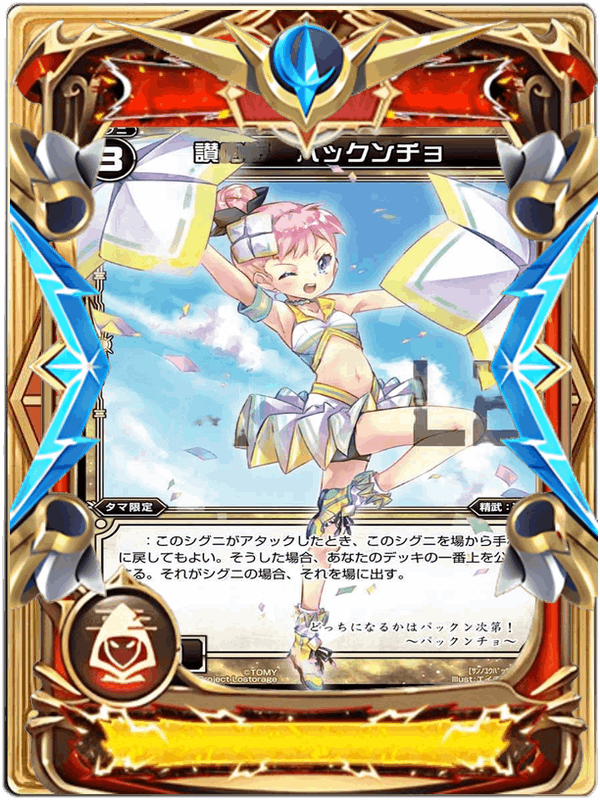 3
讃 パックンチョ
タマ限定
精武:
:このシグニがアタックしたとき、このシグニを場から手
に戻してもよい。そうした場合、あなたのデッキの一番上を公
る。それがシグニの場合、それを場に出す。
どっちになるかはパックン次第!
~パックンチョ~
©TOMY
Project Lostorage
Illust:エイ